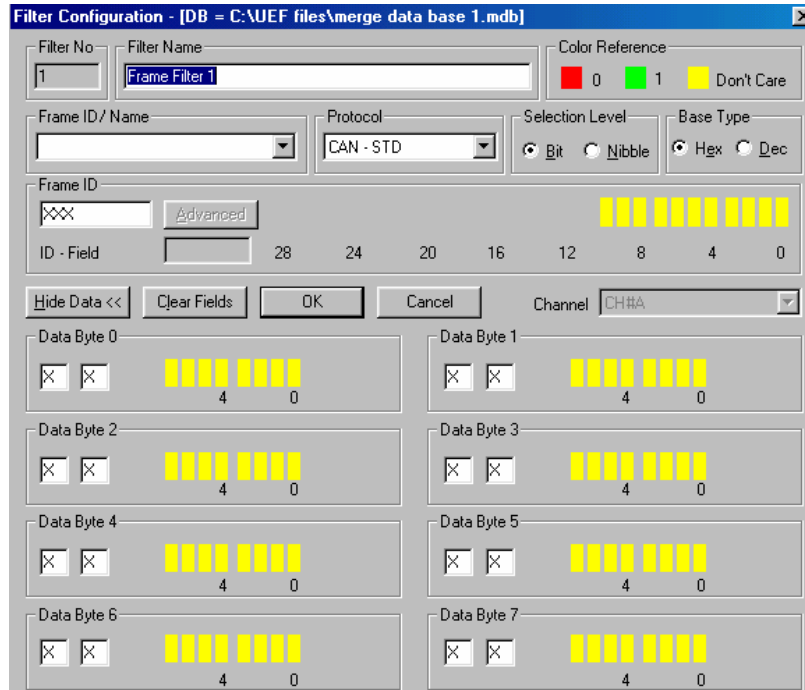 Filter Configuration - [DB = C:\UEF files\merge data base 1.mdb]
Filter No
Filter Name
Color Reference
1
Frame Filter 1
0
1
Don't Care
Frame ID / Name
Protocol
Selection Level
Base Type
CAN - STD
Bit
Nibble
Hex
Dec
Frame ID
XXX
Advanced
ID - Field
28 24 20 16 12 8 4 0
Hide Data <<
Clear Fields
OK
Cancel
Channel
CH#A
Data Byte 0
X X
4 0
Data Byte 1
X X
4 0
Data Byte 2
X X
4 0
Data Byte 3
X X
4 0
Data Byte 4
X X
4 0
Data Byte 5
X X
4 0
Data Byte 6
X X
4 0
Data Byte 7
X X
4 0